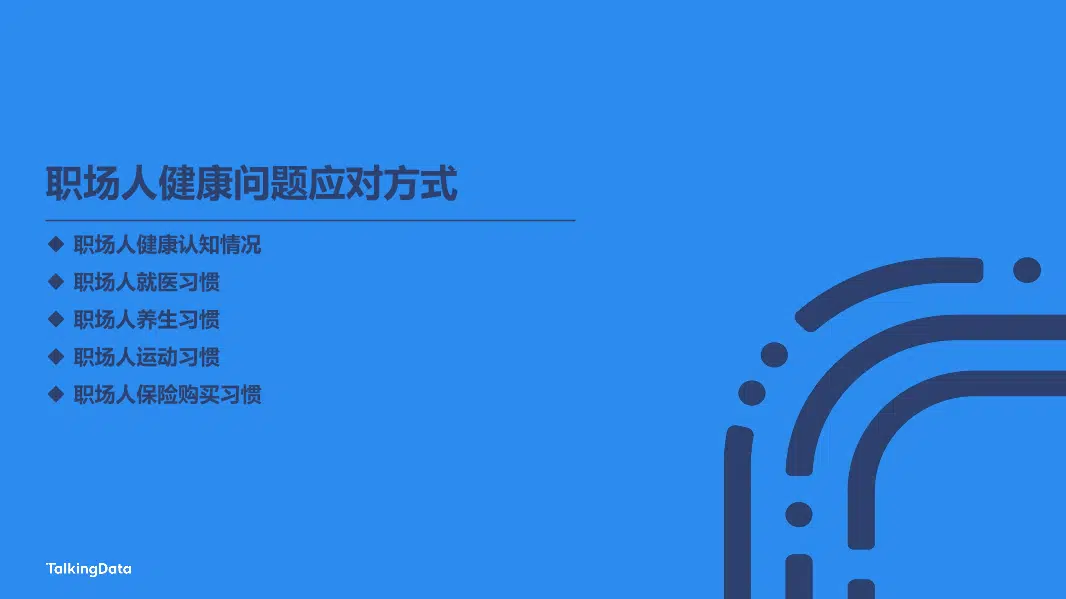 职场人健康问题应对方式
◆ 职场人健康认知情况
◆ 职场人就医习惯
◆ 职场人养生习惯
◆ 职场人运动习惯
◆ 职场人保险购买习惯
TalkingData